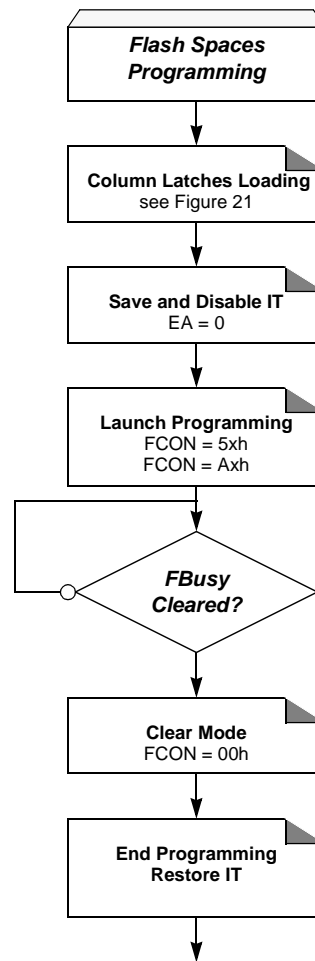 Flash Spaces
Programming
Column Latches Loading
see Figure 21
Save and Disable IT
EA = 0
Launch Programming
FCON = 5xh
FCON = Axh
FBusy
Cleared?
Clear Mode
FCON = 00h
End Programming
Restore IT